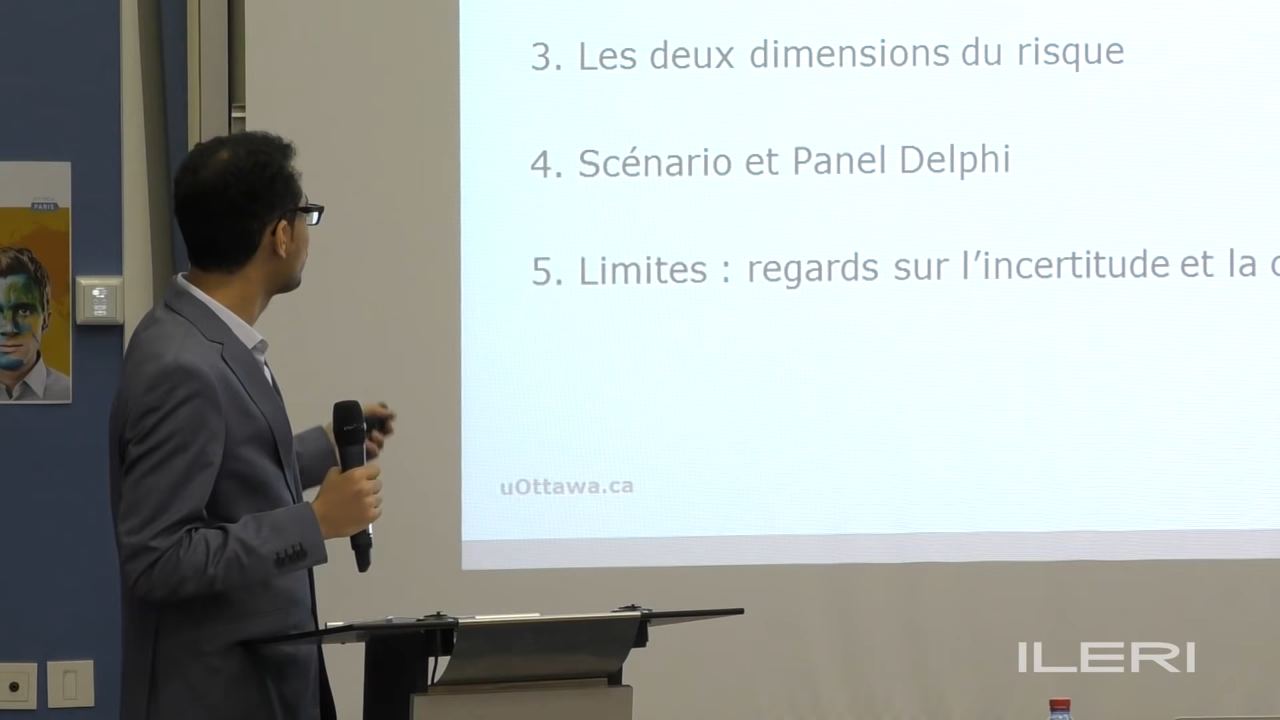 3. Les deux dimensions du risque
4. Scénario et Panel Delphi
5. Limites : regards sur l'incertitude et la
uOttawa.ca
PARIS
ILERI